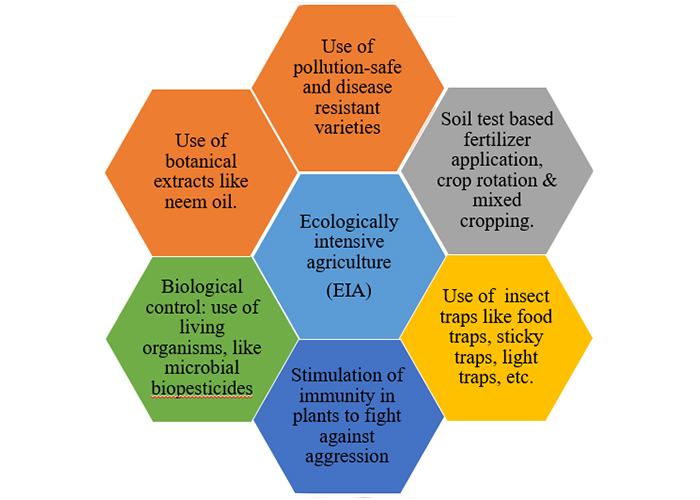 Use of
pollution-safe
and disease
resistant
varieties
Soil test based
fertilizer
application,
crop rotation &
mixed
cropping.
Use of
botanical
extracts like
neem oil.
Ecologically
intensive
agriculture
(EIA)
Biological
control: use of
living
organisms, like
microbial
biopesticides
Use of  insect
traps like food
traps, sticky
traps, light
traps, etc.
Stimulation of
immunity in
plants to fight
against
aggression